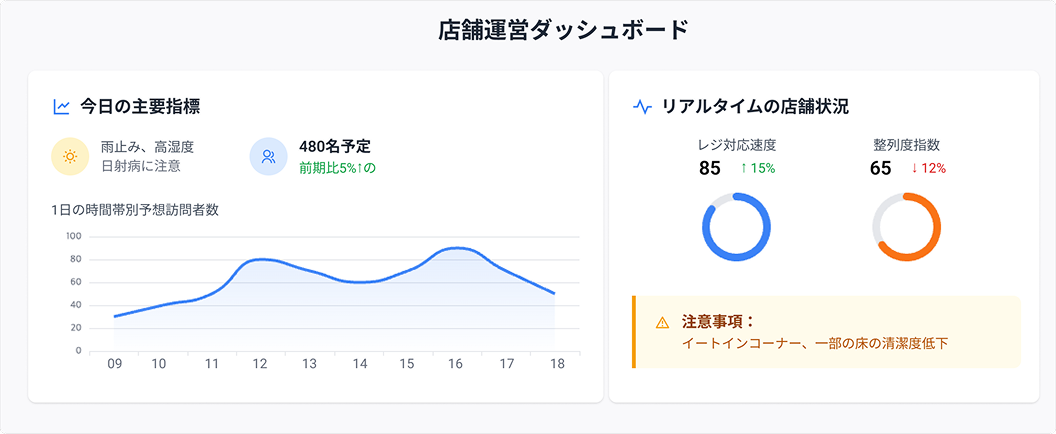 店舗運営ダッシュボード
今日の主要指標
雨止み、高湿度
日射病に注意
480名予定
前期比5%↑の
1日の時間帯別予想訪問者数
100
80
60
40
20
0
09 10 11 12 13 14 15 16 17 18
リアルタイムの店舗状況
レジ対応速度
85 ↑ 15%
整列度指数
65 ↓ 12%
注意事項：
イートインコーナー、一部の床の清潔度低下